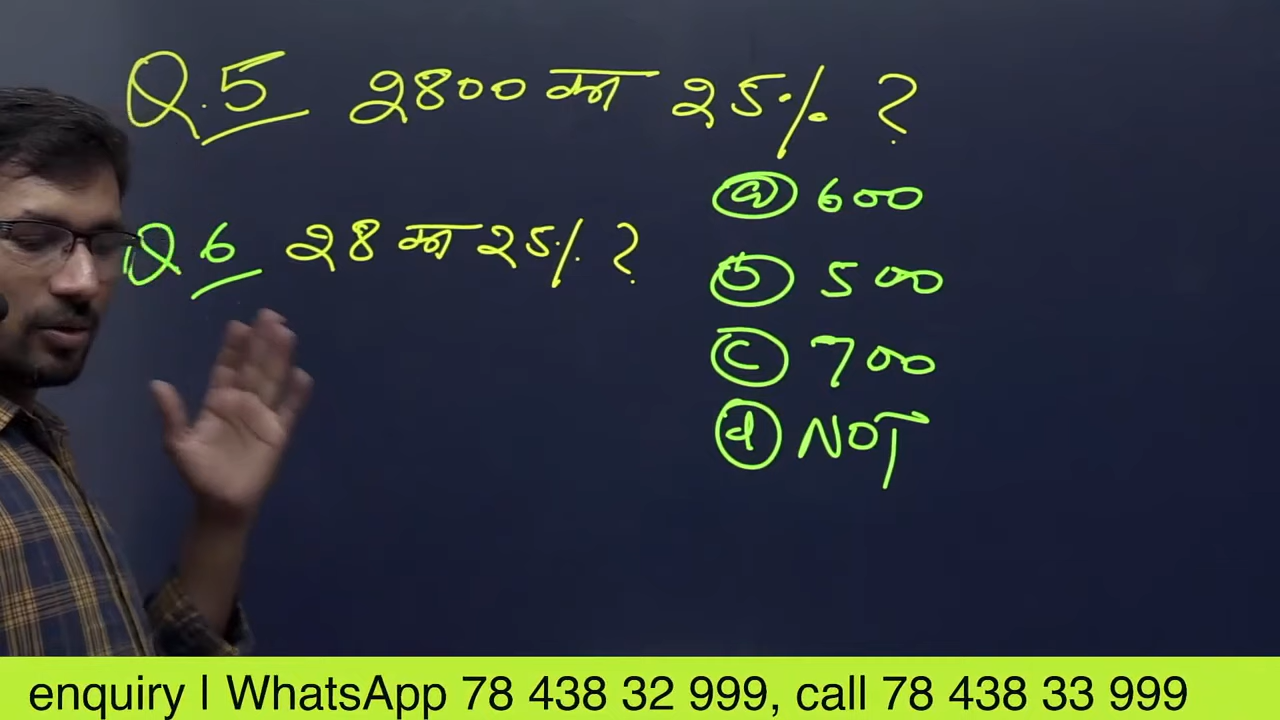 Q.5 2800 का 25% ?
Q 6 28 का 25% ?
(a) 600
(b) 500
(c) 700
(d) NOT
enquiry | WhatsApp 78 438 32 999, call 78 438 33 999